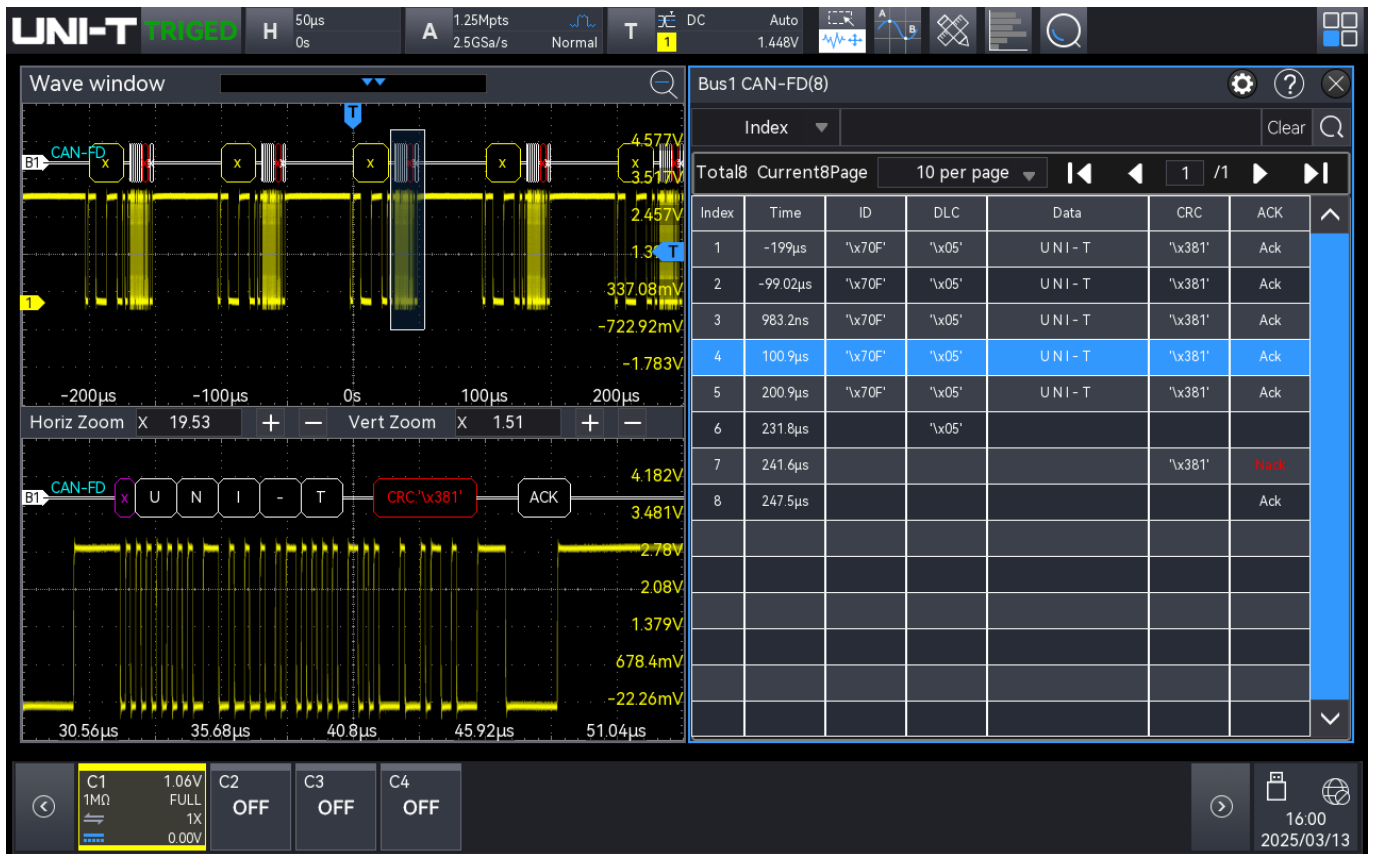 UNI-T TRIGED H 50µs 0s A 1.25Mpts 2.5GSa/s Normal T 1 DC Auto 1.448V A B
Wave window
T
B1 CAN-FD x x x x x
4.577V
3.517V
2.457V
T
1
337.08mV
-722.92mV
-1.783V
-200µs -100µs 0s 100µs 200µs
Horiz Zoom X 19.53 + − Vert Zoom X 1.51 + −
B1 CAN-FD x U N I - T CRC:'\x381' ACK
4.182V
3.481V
2.78V
2.08V
1.379V
678.4mV
-22.26mV
30.56µs 35.68µs 40.8µs 45.92µs 51.04µs
Bus1 CAN-FD(8) ?
Index Clear
Total8 Current8Page 10 per page 1 /1
Index Time ID DLC Data CRC ACK
1 -199µs '\x70F' '\x05' U N I - T '\x381' Ack
2 -99.02µs '\x70F' '\x05' U N I - T '\x381' Ack
3 983.2ns '\x70F' '\x05' U N I - T '\x381' Ack
4 100.9µs '\x70F' '\x05' U N I - T '\x381' Ack
5 200.9µs '\x70F' '\x05' U N I - T '\x381' Ack
6 231.8µs '\x05'
7 241.6µs '\x381' Nack
8 247.5µs Ack
C1 1.06V
1MΩ FULL
1X
0.00V
C2 OFF
C3 OFF
C4 OFF
16:00
2025/03/13